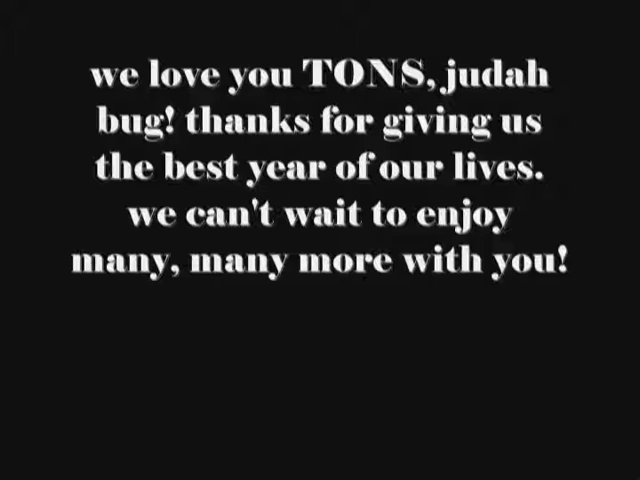 we love you TONS, judah
bug! thanks for giving us
the best year of our lives.
we can't wait to enjoy
many, many more with you!